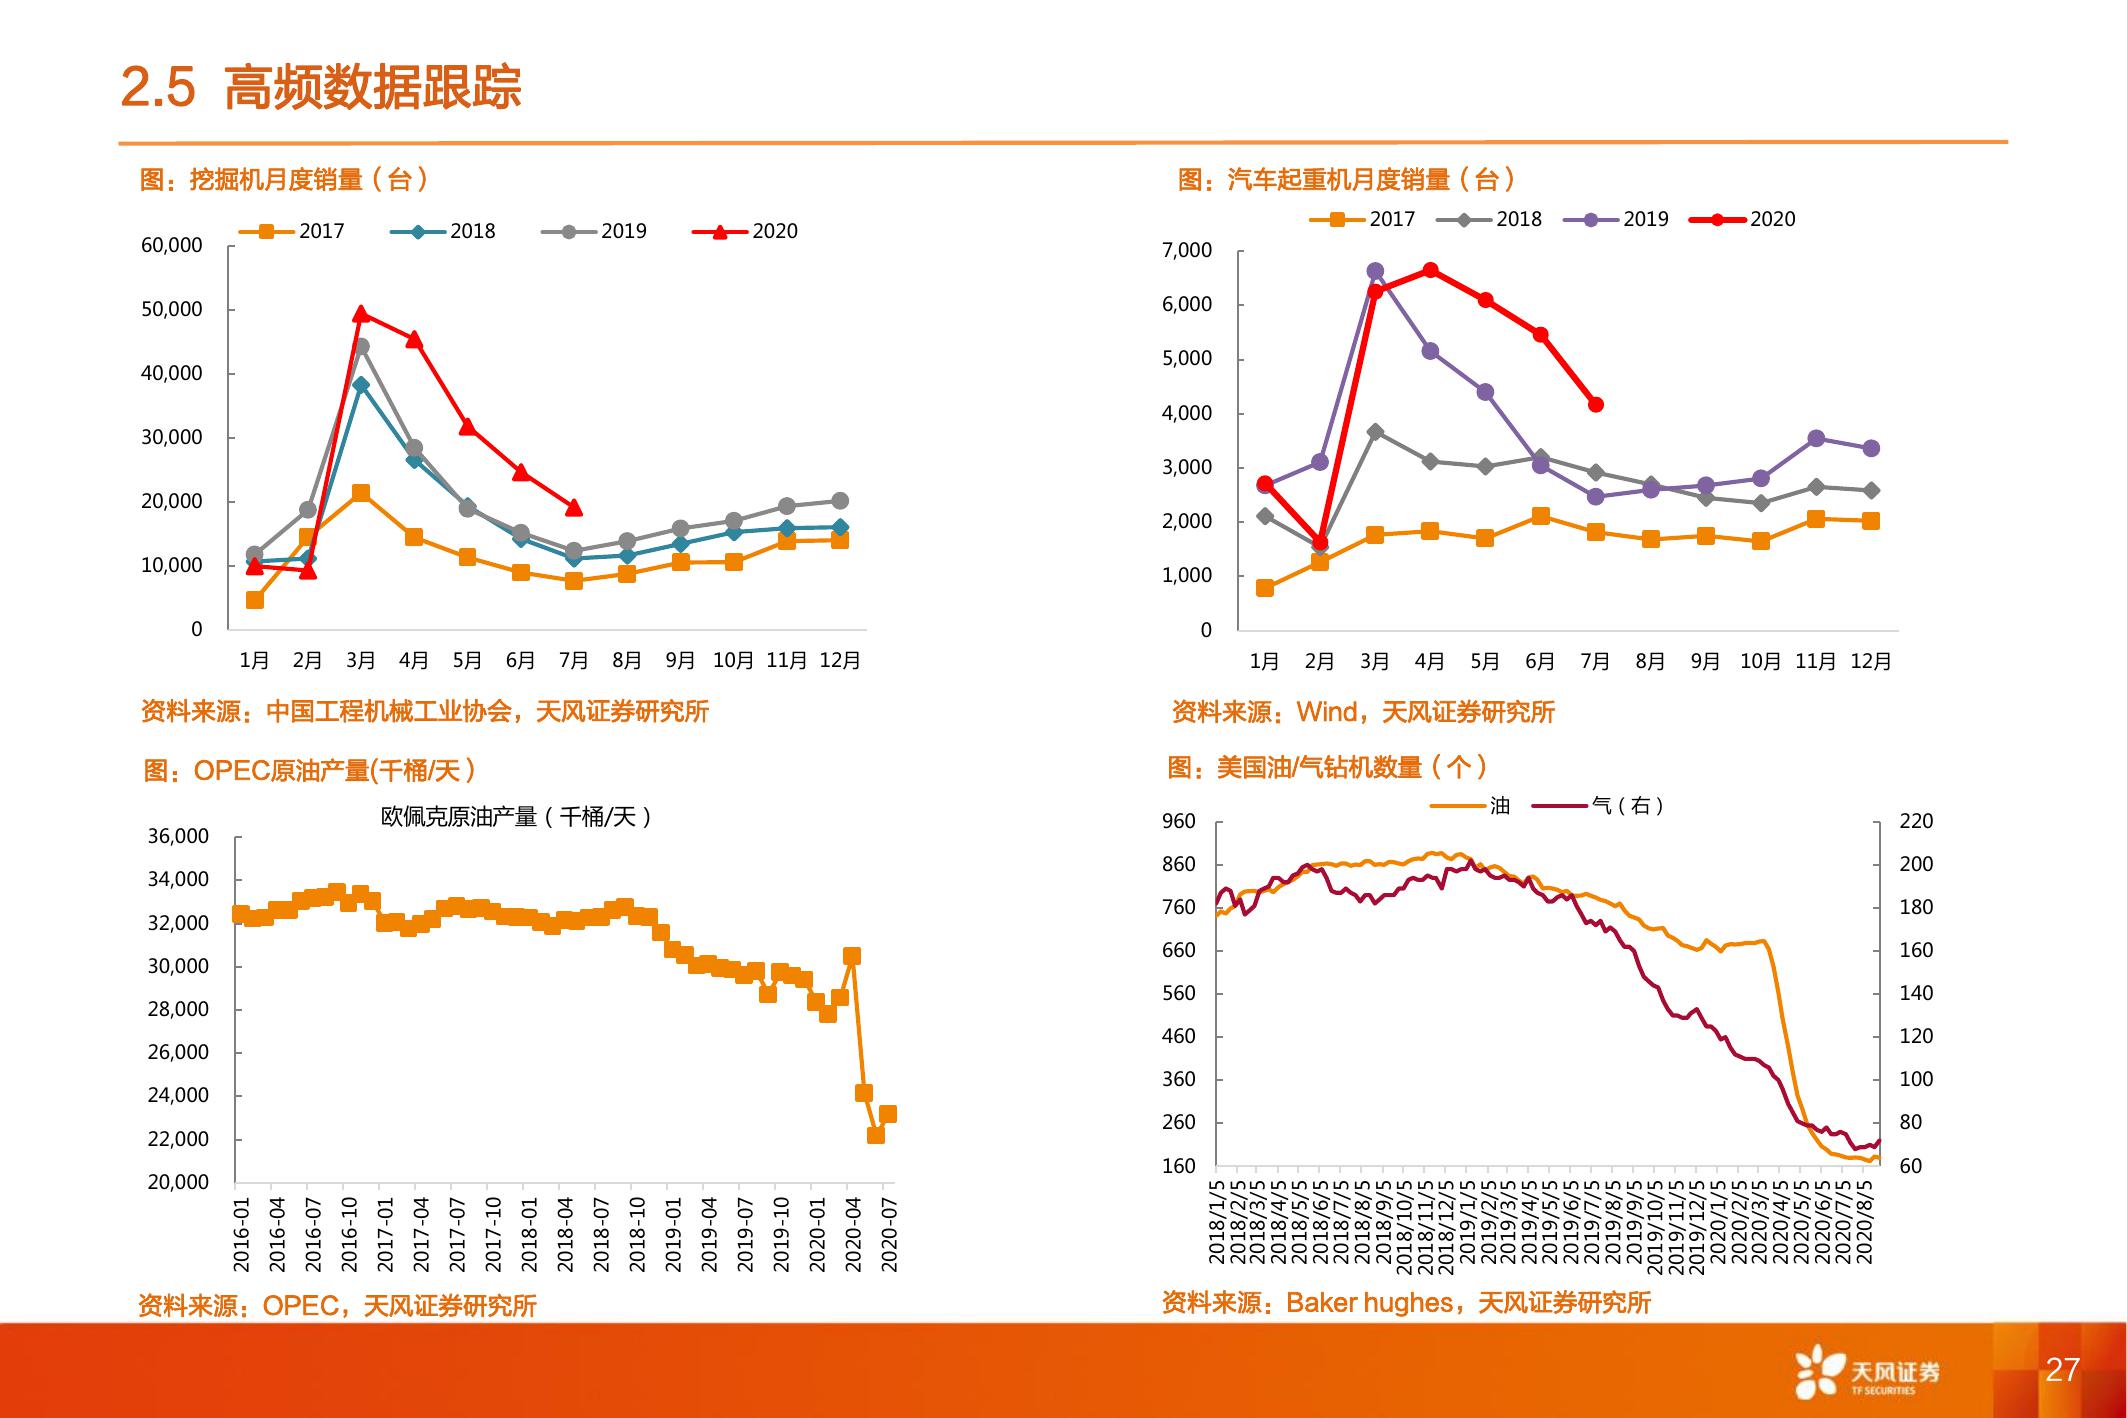 2.5 高频数据跟踪
图：挖掘机月度销量（台）
2017 2018 2019 2020
60,000
50,000
40,000
30,000
20,000
10,000
0
1月 2月 3月 4月 5月 6月 7月 8月 9月 10月 11月 12月
资料来源：中国工程机械工业协会，天风证券研究所
图：汽车起重机月度销量（台）
2017 2018 2019 2020
7,000
6,000
5,000
4,000
3,000
2,000
1,000
0
1月 2月 3月 4月 5月 6月 7月 8月 9月 10月 11月 12月
资料来源：Wind，天风证券研究所
图：OPEC原油产量(千桶/天）
欧佩克原油产量（千桶/天）
36,000
34,000
32,000
30,000
28,000
26,000
24,000
22,000
20,000
2016-01 2016-04 2016-07 2016-10 2017-01 2017-04 2017-07 2017-10 2018-01 2018-04 2018-07 2018-10 2019-01 2019-04 2019-07 2019-10 2020-01 2020-04 2020-07
资料来源：OPEC，天风证券研究所
图：美国油/气钻机数量（个）
油 气（右）
960 220
860 200
760 180
660 160
560 140
460 120
360 100
260 80
160 60
2018/1/5 2018/2/5 2018/3/5 2018/4/5 2018/5/5 2018/6/5 2018/7/5 2018/8/5 2018/9/5 2018/10/5 2018/11/5 2018/12/5 2019/1/5 2019/2/5 2019/3/5 2019/4/5 2019/5/5 2019/6/5 2019/7/5 2019/8/5 2019/9/5 2019/10/5 2019/11/5 2019/12/5 2020/1/5 2020/2/5 2020/3/5 2020/4/5 2020/5/5 2020/6/5 2020/7/5 2020/8/5
资料来源：Baker hughes，天风证券研究所
天风证券
TF SECURITIES
27